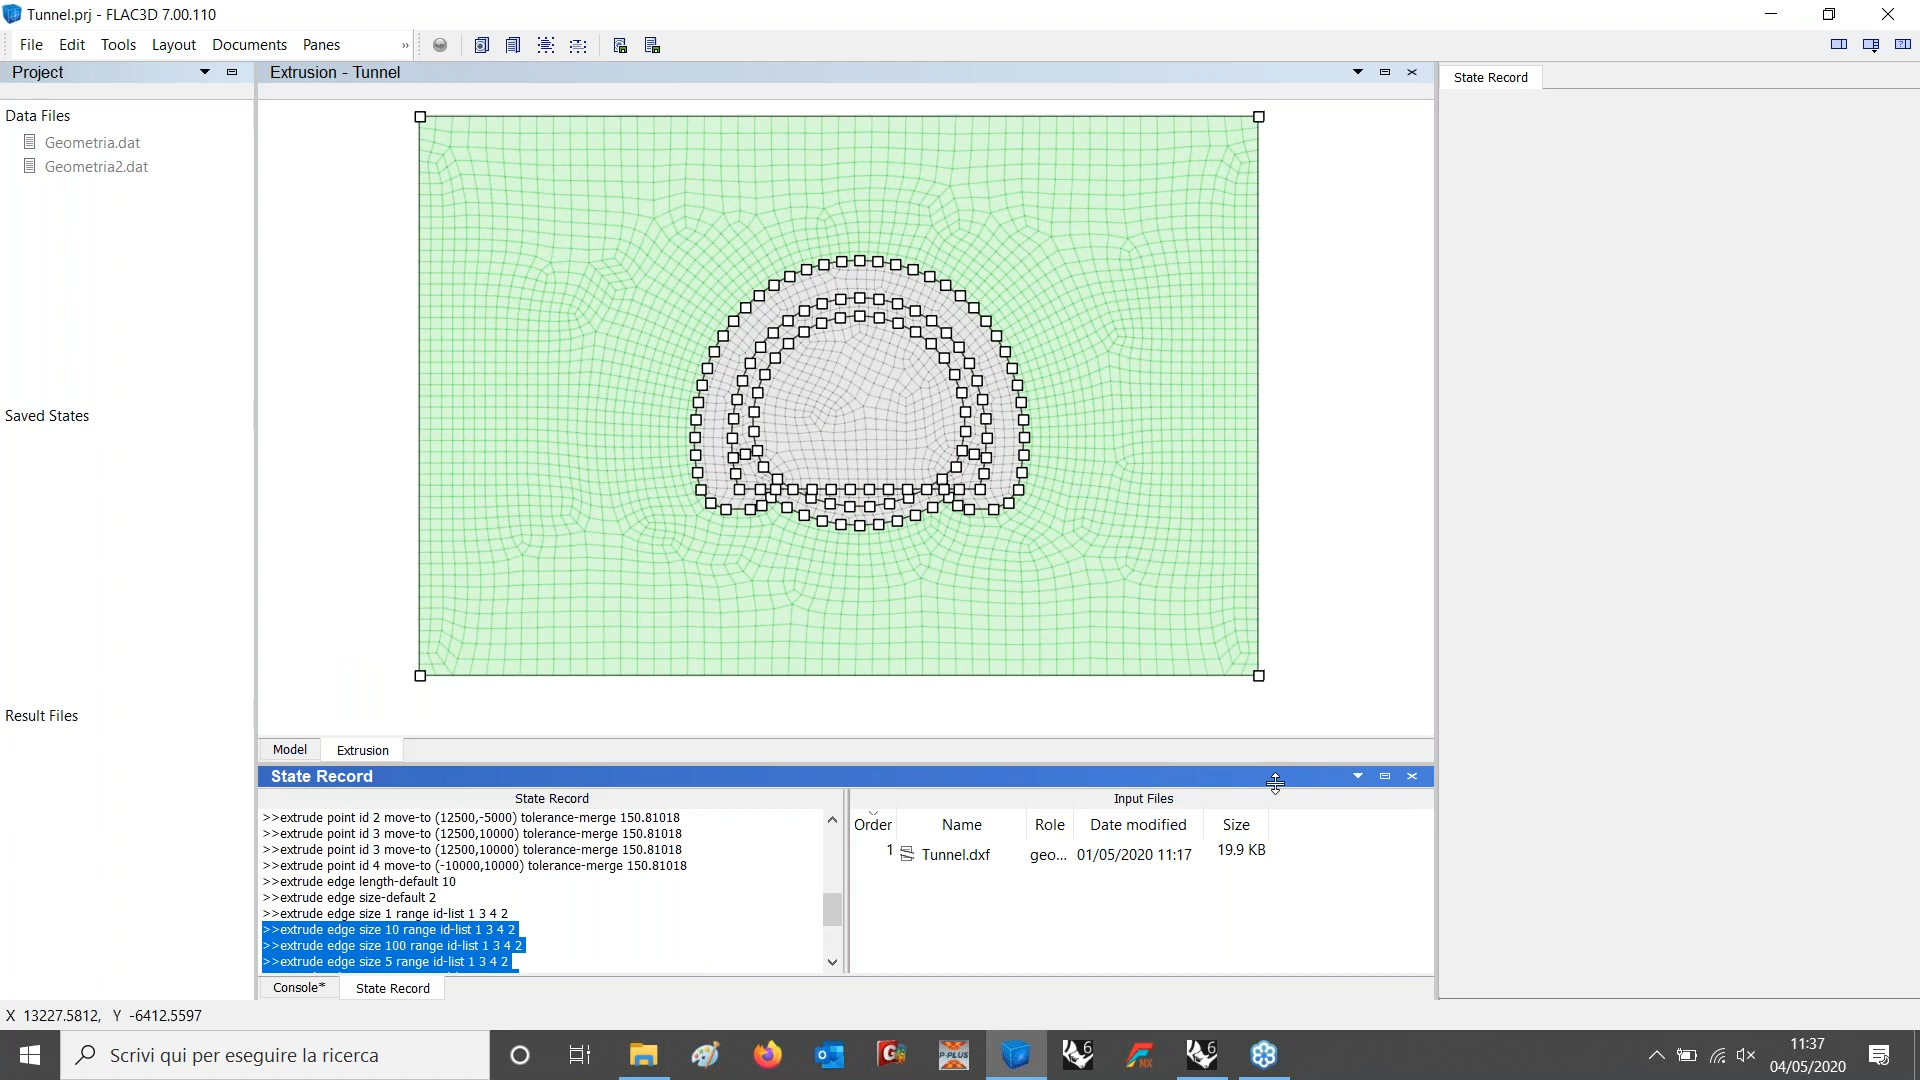 Tunnel.prj - FLAC3D 7.00.110
File Edit Tools Layout Documents Panes »
Project
Data Files
Geometria.dat
Geometria2.dat
Saved States
Result Files
Extrusion - Tunnel
Model Extrusion
State Record
State Record
>>extrude point id 2 move-to (12500,-5000) tolerance-merge 150.81018
>>extrude point id 3 move-to (12500,10000) tolerance-merge 150.81018
>>extrude point id 3 move-to (12500,10000) tolerance-merge 150.81018
>>extrude point id 4 move-to (-10000,10000) tolerance-merge 150.81018
>>extrude edge length-default 10
>>extrude edge size-default 2
>>extrude edge size 1 range id-list 1 3 4 2
>>extrude edge size 10 range id-list 1 3 4 2
>>extrude edge size 100 range id-list 1 3 4 2
>>extrude edge size 5 range id-list 1 3 4 2
Input Files
Order Name Role Date modified Size
1 Tunnel.dxf geo... 01/05/2020 11:17 19.9 KB
Console* State Record
State Record
X 13227.5812, Y -6412.5597
Scrivi qui per eseguire la ricerca
P-PLUS
6
NX
6
11:37
04/05/2020